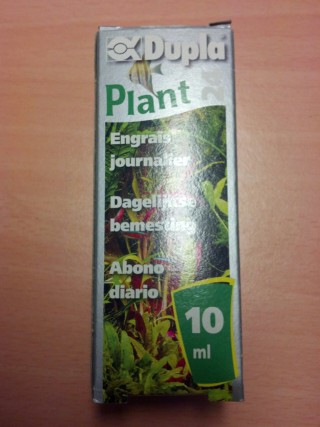 Dupla
Plant
Engrais
journalier
Dagelijkse
bemesting
Abono
diario
10
ml